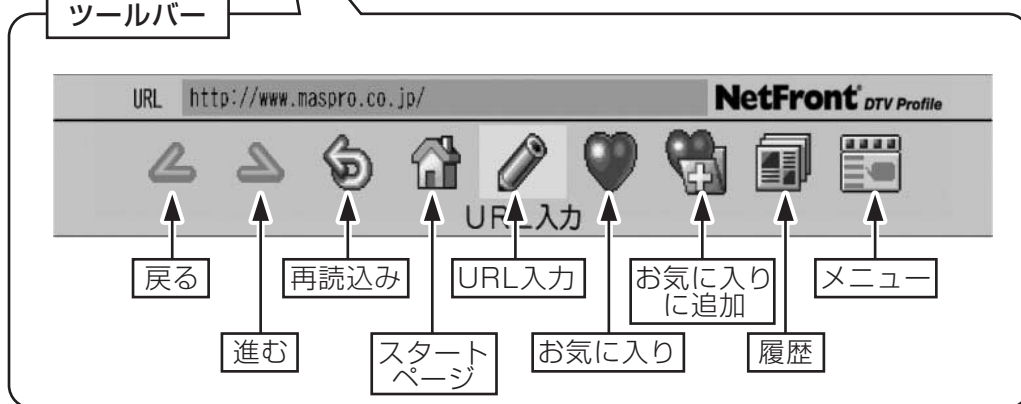 ツールバー
URL http://www.maspro.co.jp/ NetFront DTV Profile
URL入力
戻る
再読込み
URL入力
お気に入り
に追加
メニュー
進む
スタート
ページ
お気に入り
履歴